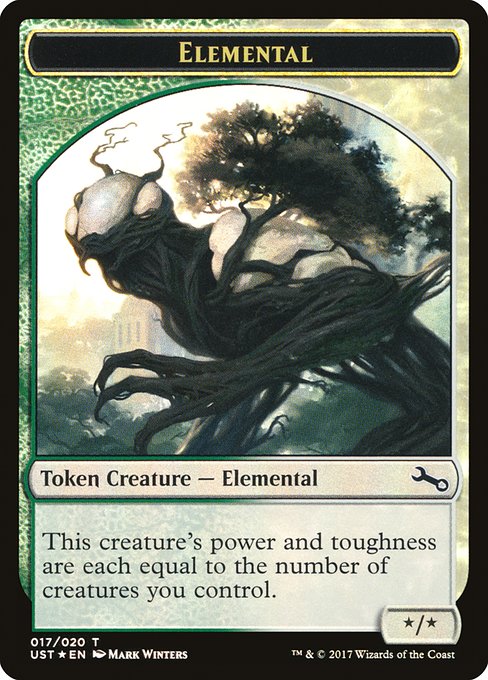 Elemental
Token Creature — Elemental
This creature's power and toughness
are each equal to the number of
creatures you control.
*/*
017/020 T
UST ★ EN Mark Winters
™ & © 2017 Wizards of the Coast